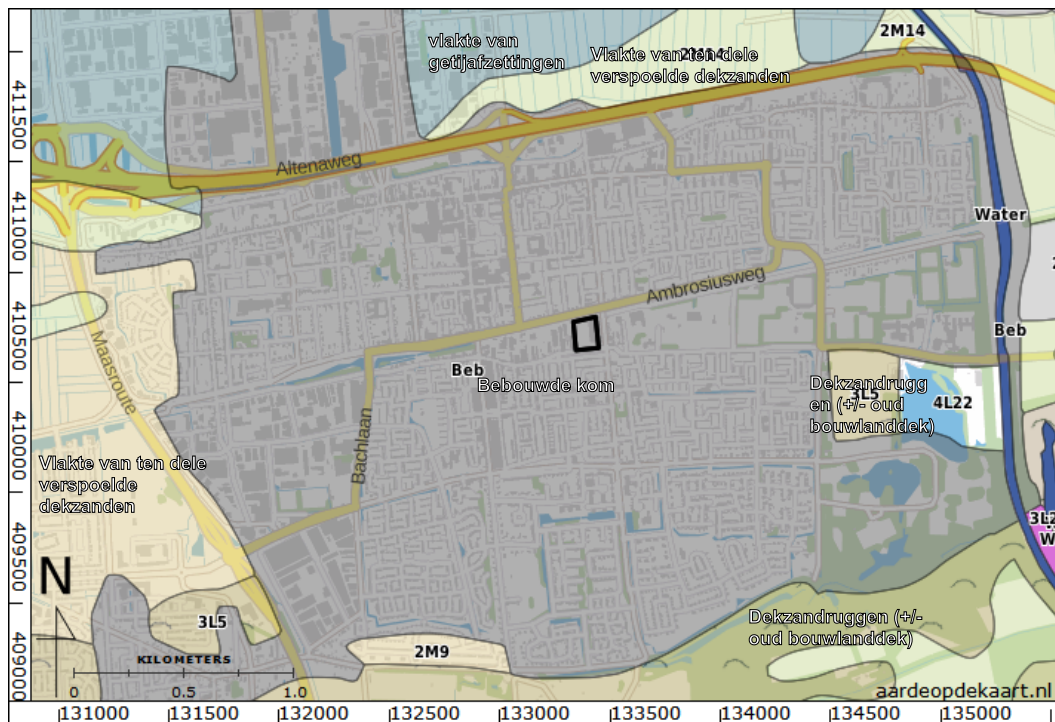 2M14
vlakte van
getijafzettingen
Vlakte van ten dele
verspoelde dekzanden
Altenaweg
Water
Ambrosiusweg
Maasroute
Beb
Beb
Bebouwde kom
Dekzandrugg
en (+/- oud
bouwlanddek)
3L5
4L22
Bachlaan
Vlakte van ten dele
verspoelde
dekzanden
3L2
W
N
3L5
Dekzandruggen (+/-
oud bouwlanddek)
2M9
KILOMETERS
0 0.5 1.0
aardeopdekaart.nl
411500
411000
410500
410000
409500
409000
131000 131500 132000 132500 133000 133500 134000 134500 135000